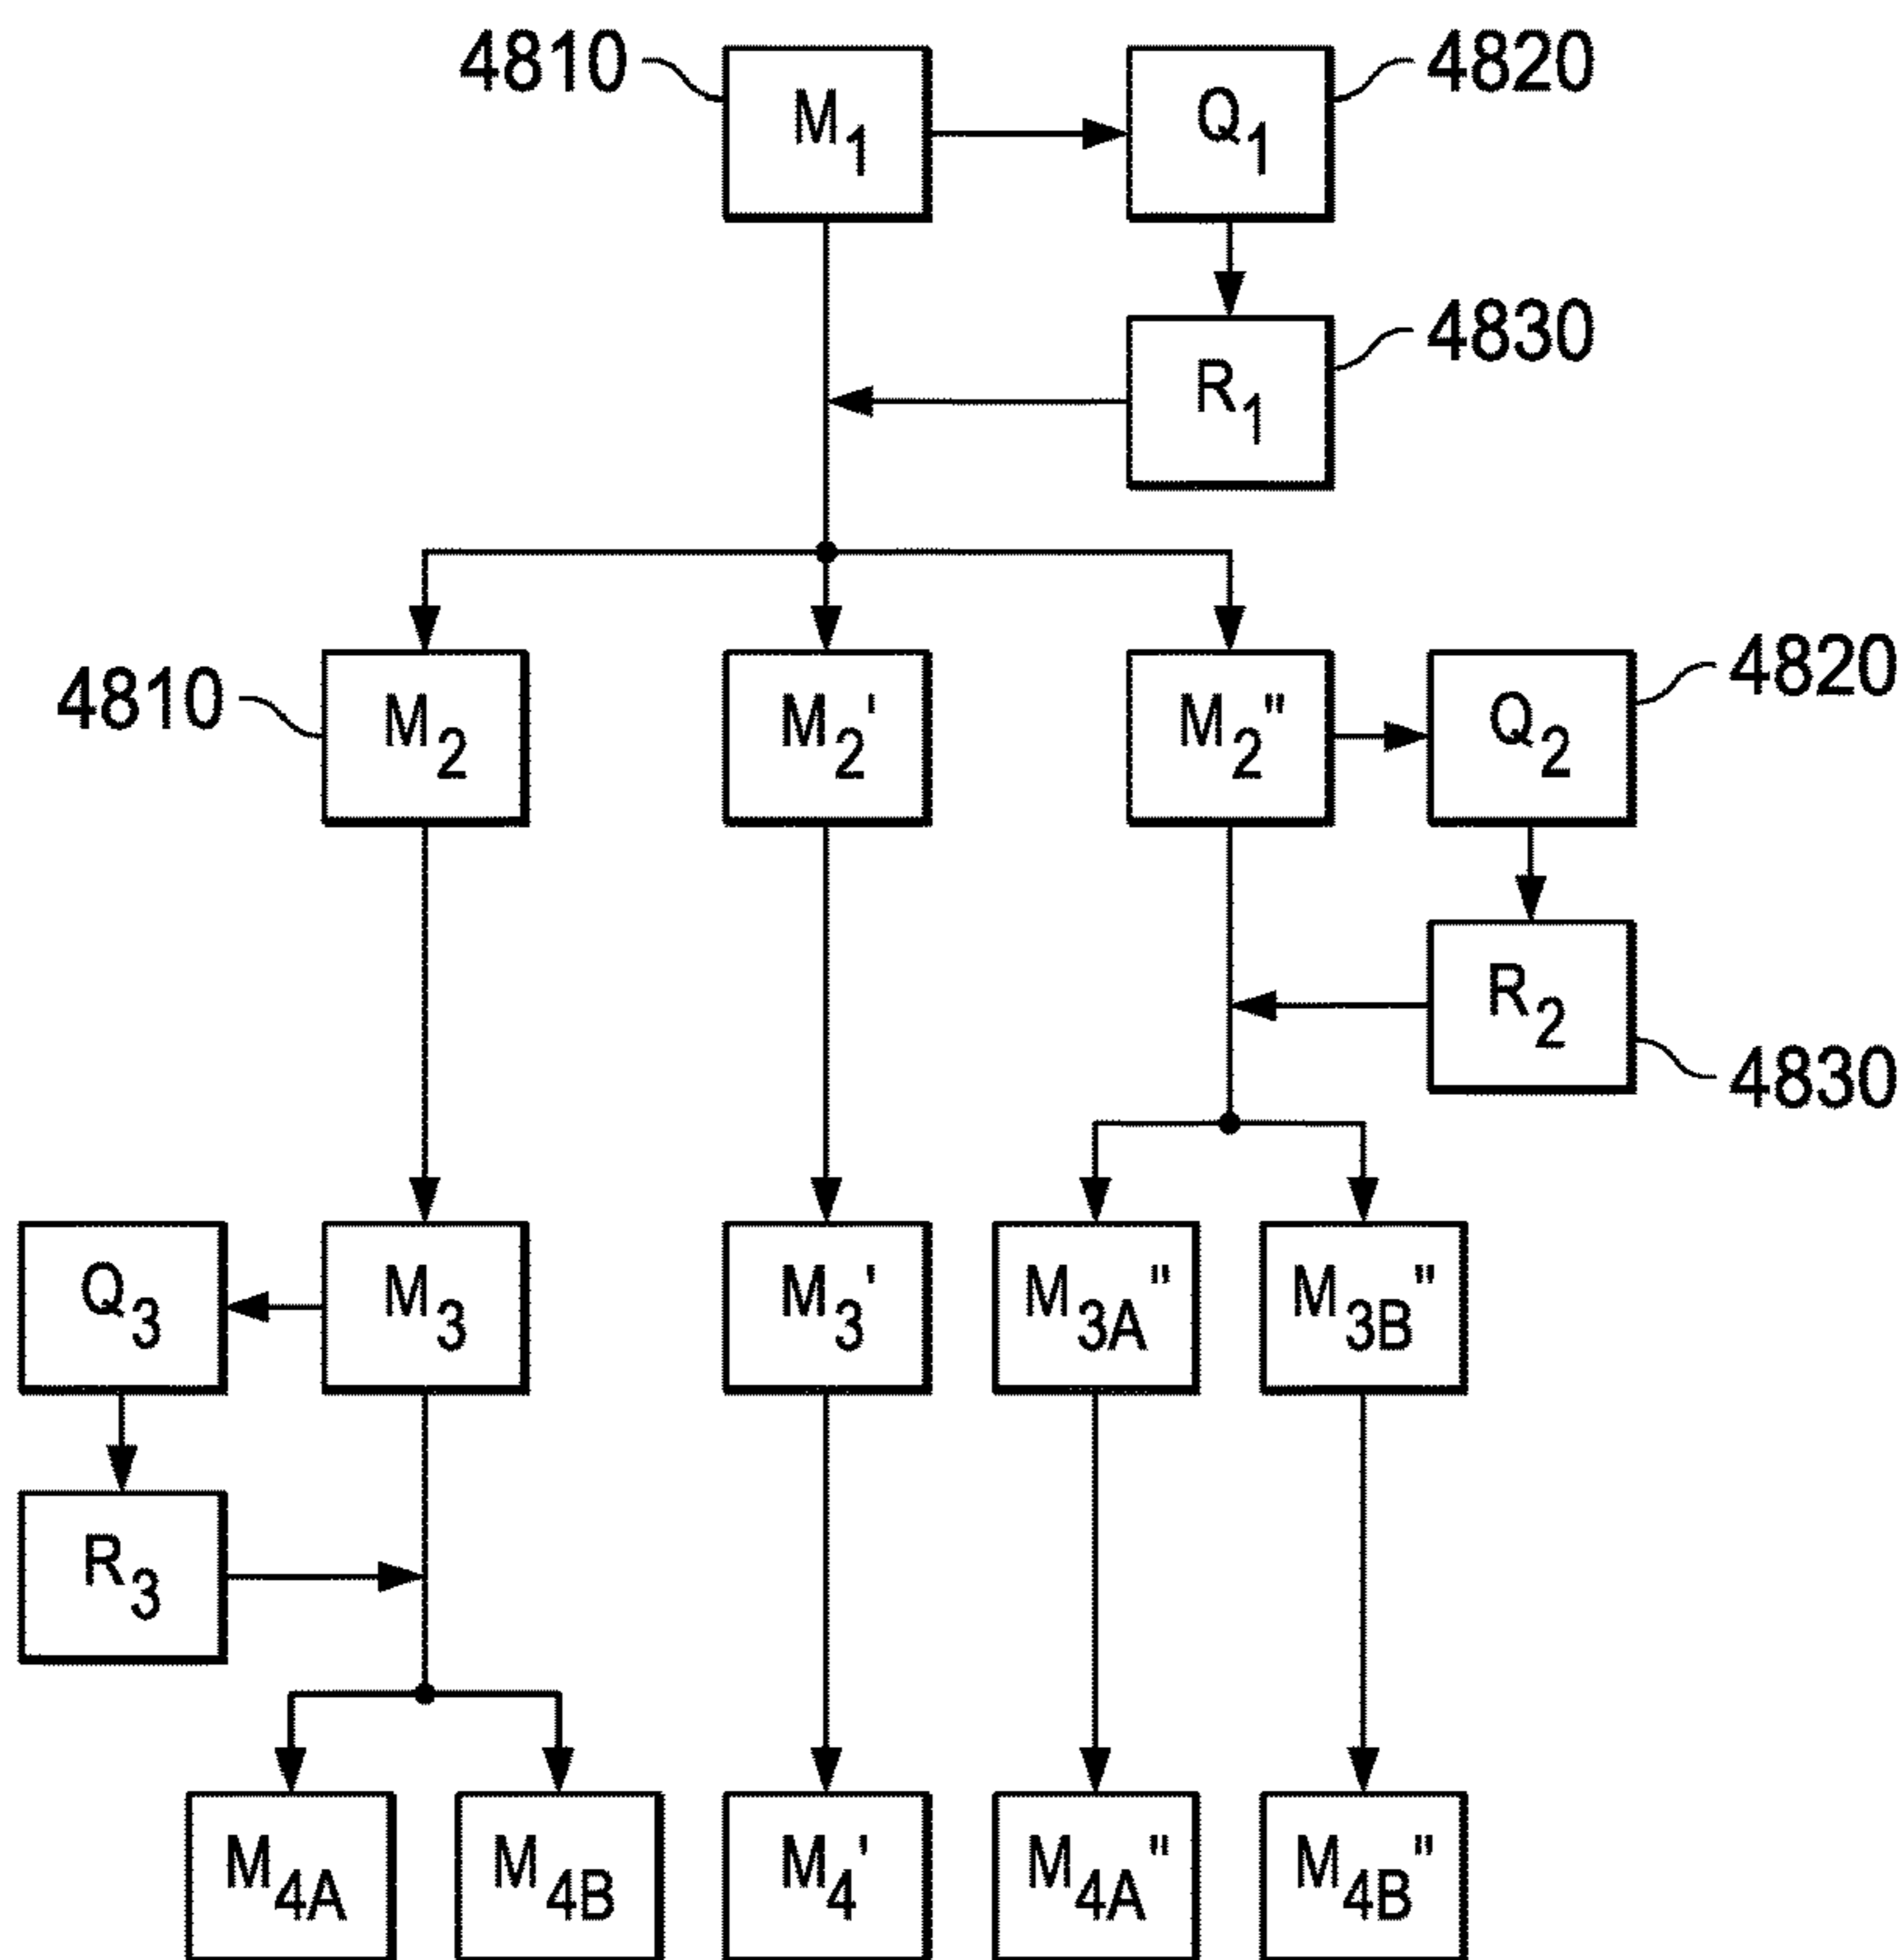 4810 M1 Q1 4820
R1 4830
4810 M2 M2' M2" Q2 4820
R2 4830
Q3 M3 M3' M3A" M3B"
R3
M4A M4B M4' M4A" M4B"